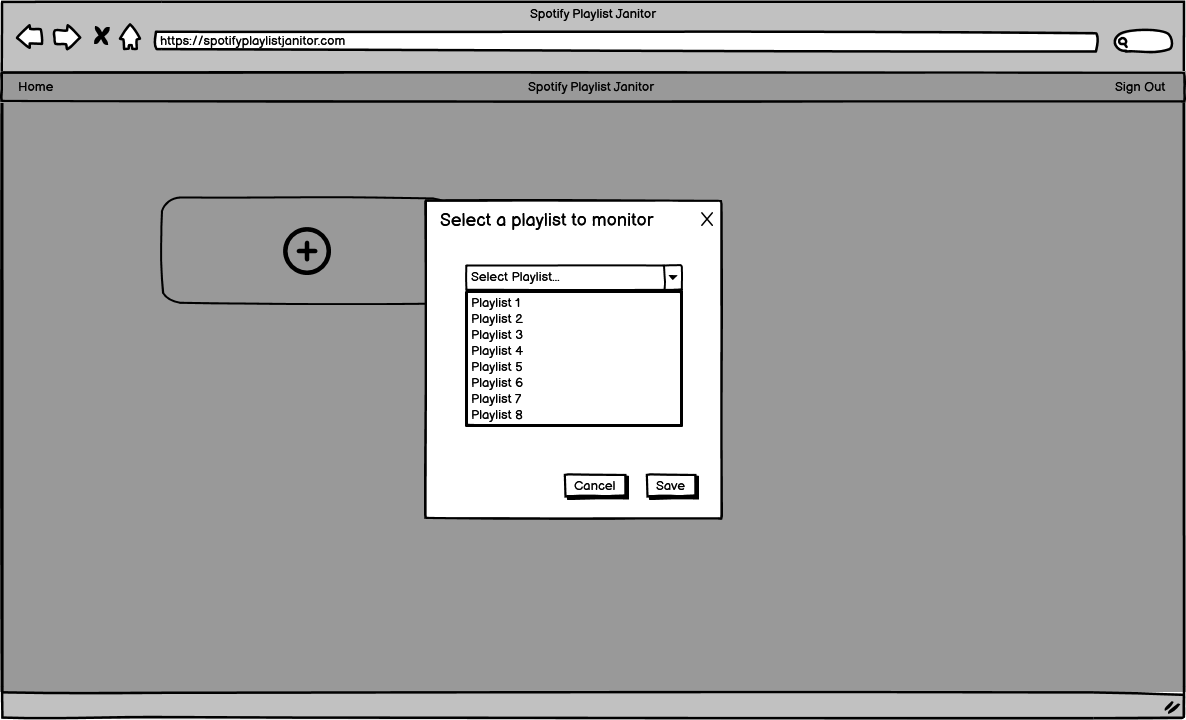 Spotify Playlist Janitor
https://spotifyplaylistjanitor.com
Home
Spotify Playlist Janitor
Sign Out
Select a playlist to monitor
Select Playlist...
Playlist 1
Playlist 2
Playlist 3
Playlist 4
Playlist 5
Playlist 6
Playlist 7
Playlist 8
Cancel
Save